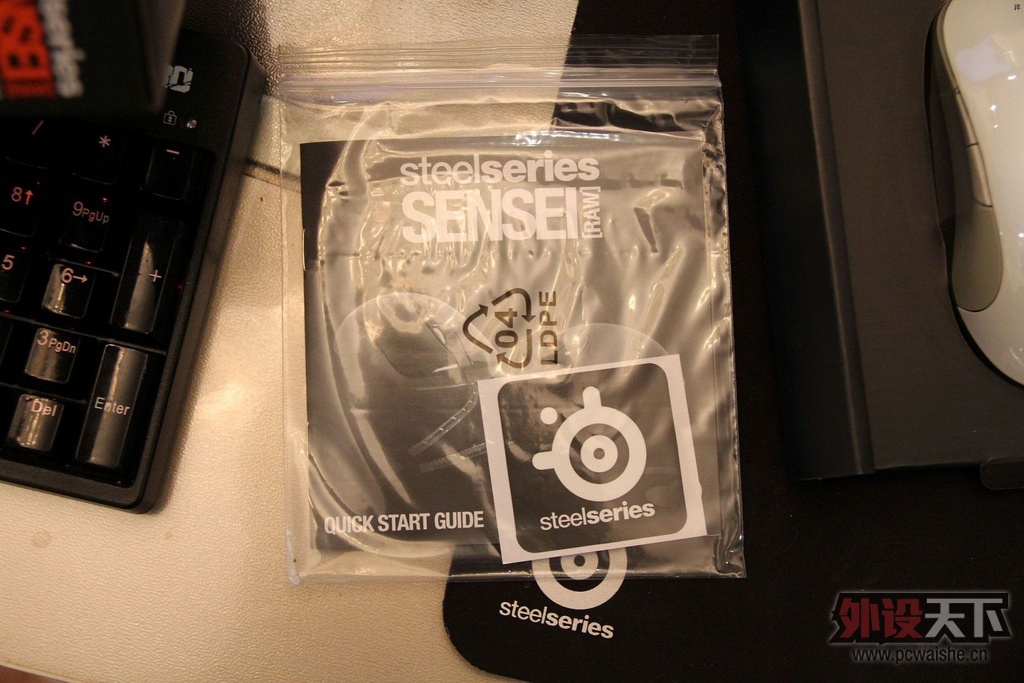 series
*
-
8↑
9PgUp
5
6→
+
3PgDn
Del
Enter
steelseries
SENSEI
[RAW]
04
LDPE
QUICK START GUIDE
steelseries
steelseries
外设天下
www.pcwaishe.cn